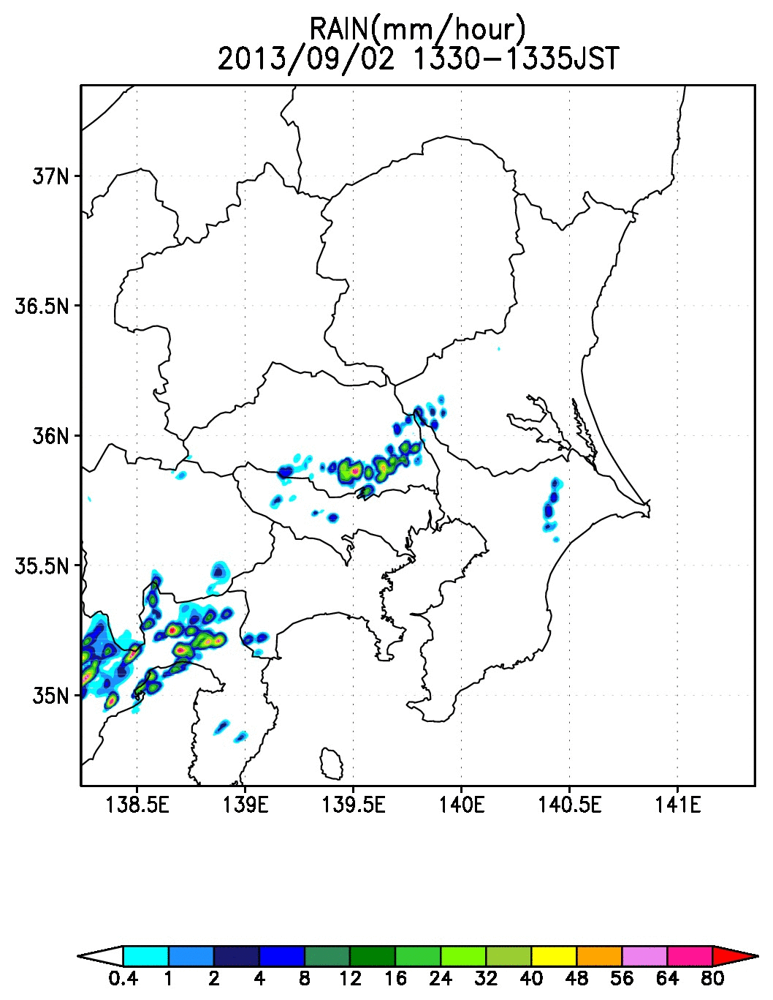 RAIN(mm/hour)
2013/09/02 1330-1335JST
37N
36.5N
36N
35.5N
35N
138.5E 139E 139.5E 140E 140.5E 141E
0.4 1 2 4 8 12 16 24 32 40 48 56 64 80